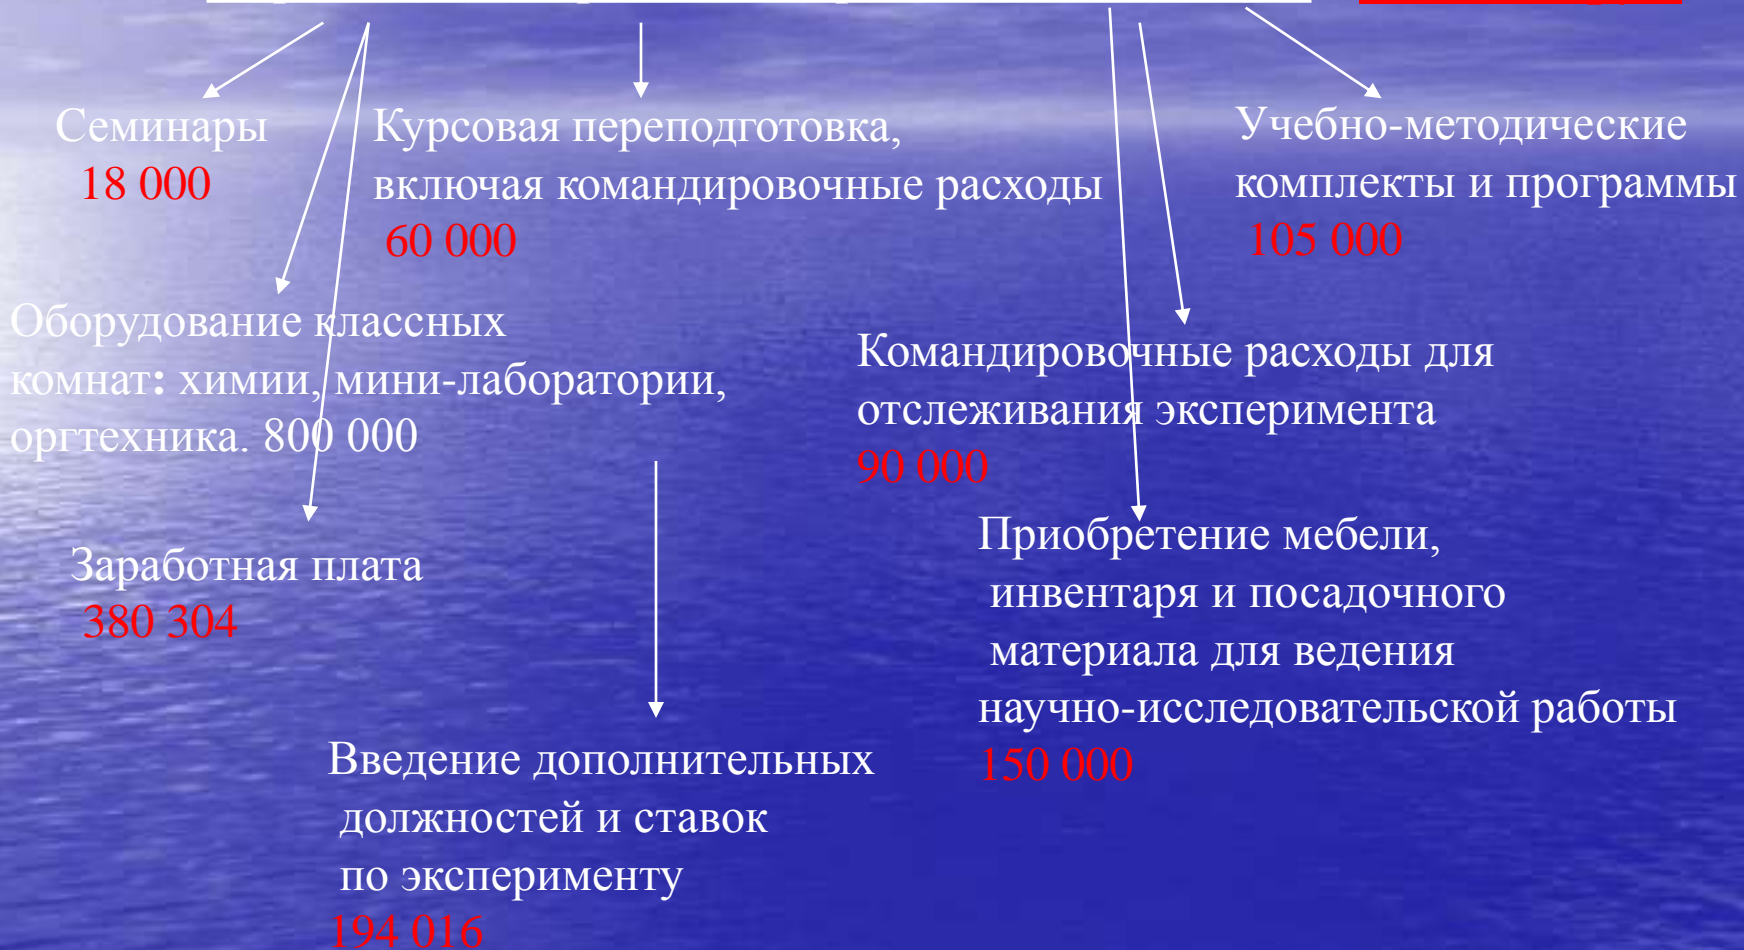 Семинары
18 000
Курсовая переподготовка,
включая командировочные расходы
60 000
Учебно-методические
комплекты и программы
105 000
Оборудование классных
комнат: химии, мини-лаборатории,
оргтехника. 800 000
Командировочные расходы для
отслеживания эксперимента
90 000
Заработная плата
380 304
Приобретение мебели,
инвентаря и посадочного
материала для ведения
научно-исследовательской работы
150 000
Введение дополнительных
должностей и ставок
по эксперименту
194 016